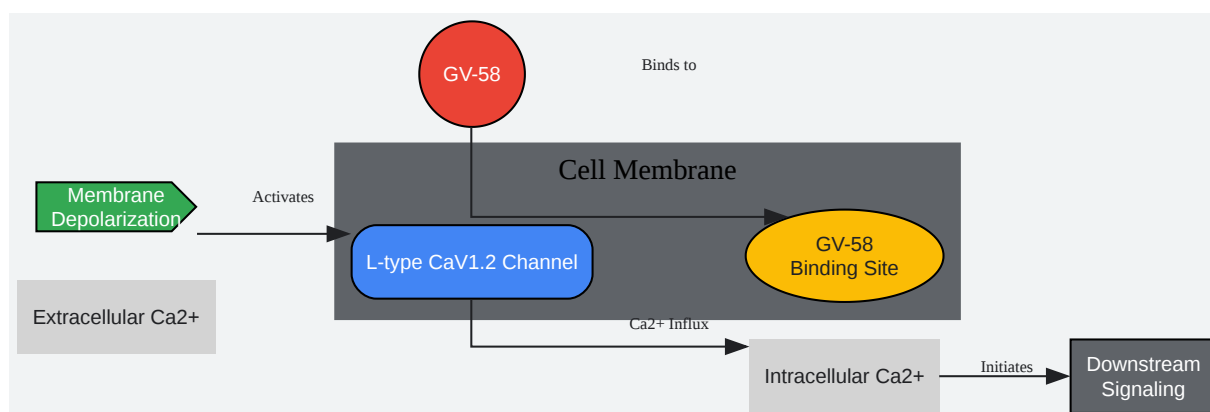 GV-58
Binds to
Cell Membrane
Membrane
Depolarization
Activates
L-type CaV1.2 Channel
GV-58
Binding Site
Extracellular Ca2+
Ca2+ Influx
Intracellular Ca2+
Initiates
Downstream
Signaling